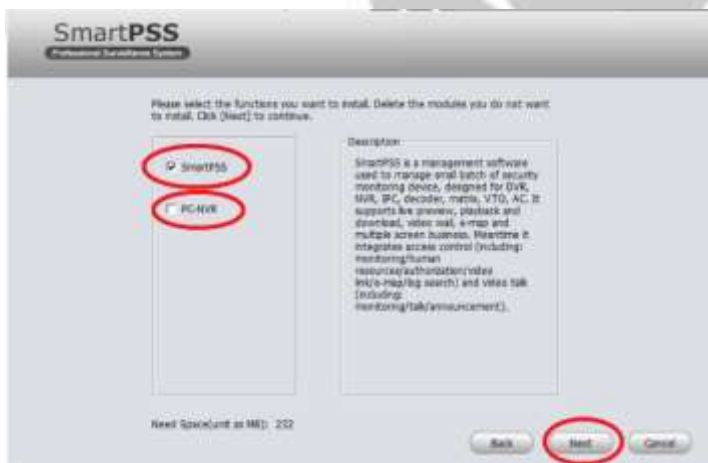 SmartPSS
Professional Surveillance System
Please select the functions you want to install. Delete the modules you do not want
to install. Click [Next] to continue.
SmartPSS
PC-NVR
Description
SmartPSS is a management software
used to manage small batch of security
monitoring device, designed for DVR,
NVR, IPC, decoder, matrix, VTO, AC. It
supports live preview, playback and
download, video wall, e-map and
multiple screen business. Meantime it
integrates access control (including:
monitoring/human
resources/authorization/video
link/e-map/log search) and video talk
(including:
monitoring/talk/announcement).
Need Space(unit as MB): 232
Back
Next
Cancel